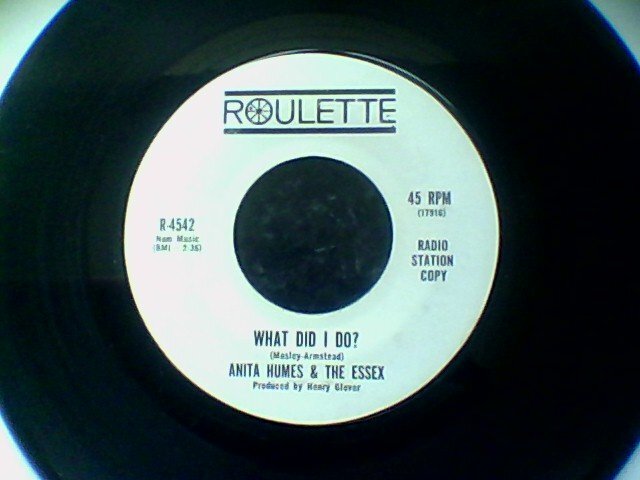 ROULETTE
45 RPM
(17916)
R-4542
Nom Music
(BMI 2:36)
RADIO
STATION
COPY
WHAT DID I DO?
(Mosley-Armstead)
ANITA HUMES & THE ESSEX
Produced by Henry Glover